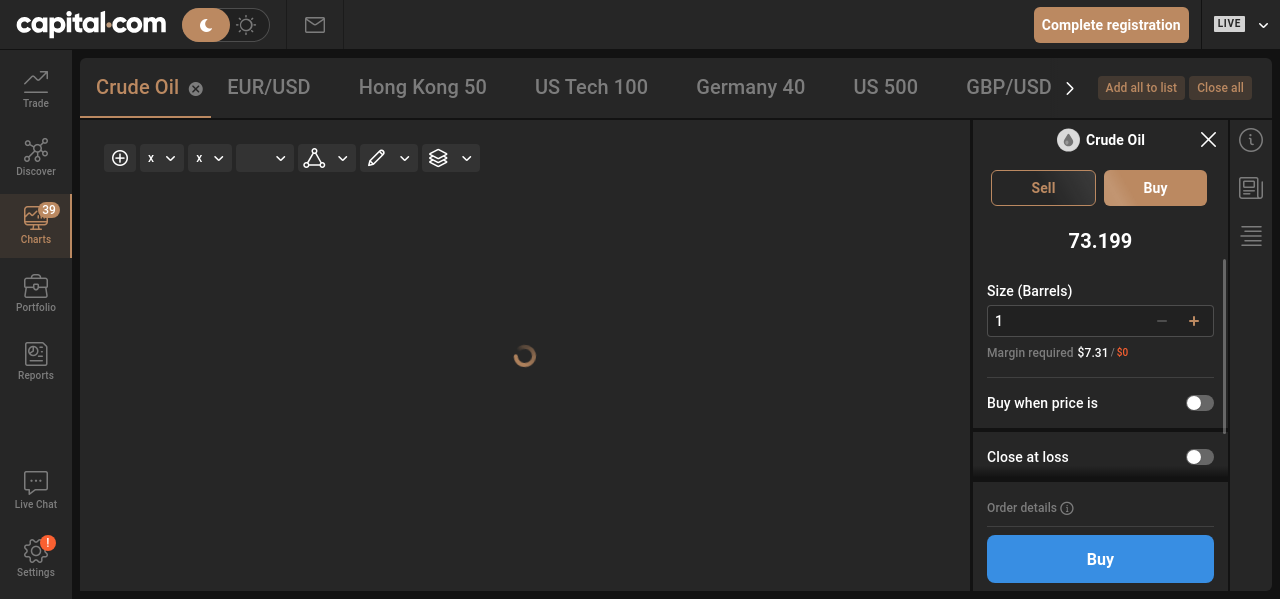 capital.com
Complete registration
LIVE
Trade
Discover
39
Charts
Portfolio
Reports
Live Chat
!
Settings
Crude Oil
EUR/USD
Hong Kong 50
US Tech 100
Germany 40
US 500
GBP/USD
Add all to list
Close all
x
x
Crude Oil
Sell
Buy
73.199
Size (Barrels)
1
Margin required $7.31 / $0
Buy when price is
Close at loss
Order details
Buy